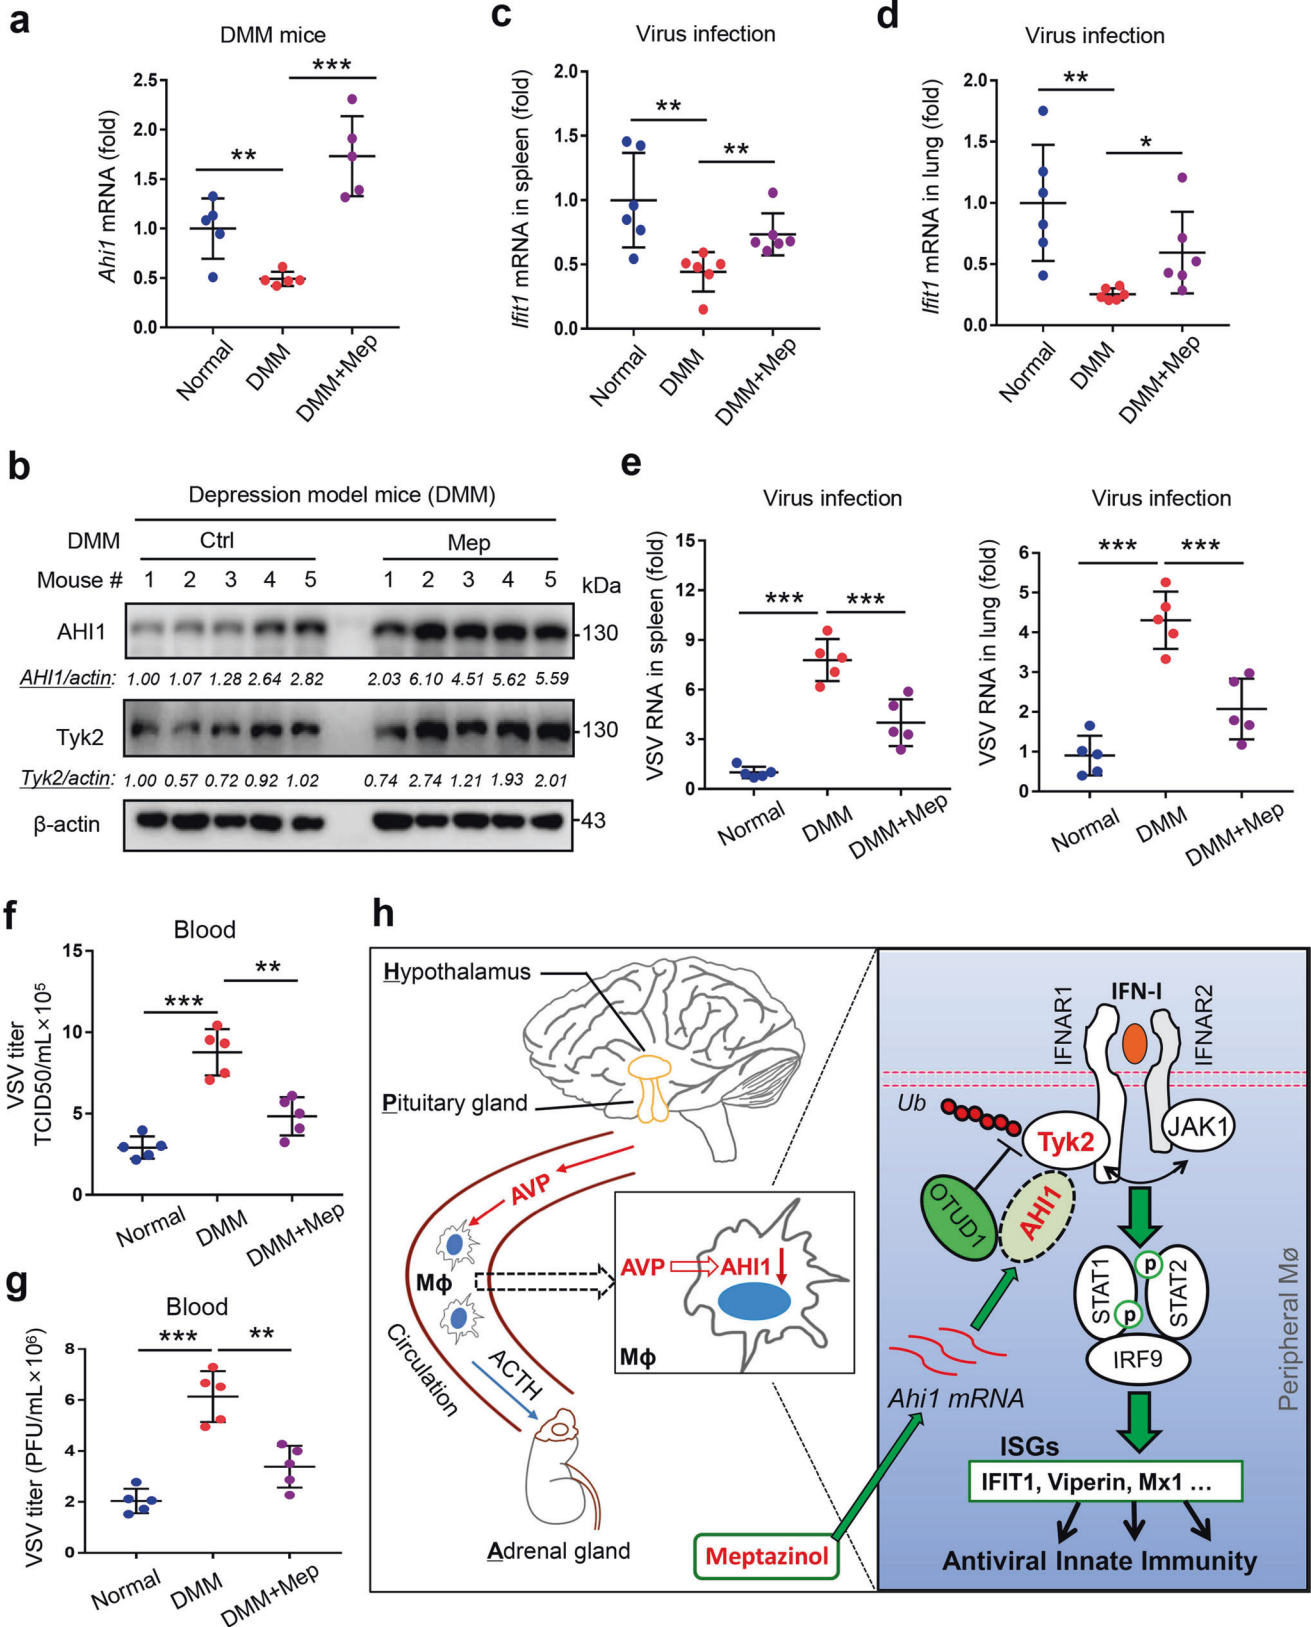 a
DMM mice
Ahi1 mRNA (fold)
2.5
2.0
1.5
1.0
0.5
0.0
**
***
Normal
DMM
DMM+Mep
c
Virus infection
Ifit1 mRNA in spleen (fold)
2.0
1.5
1.0
0.5
0.0
**
**
Normal
DMM
DMM+Mep
d
Virus infection
Ifit1 mRNA in lung (fold)
2.0
1.5
1.0
0.5
0.0
**
*
Normal
DMM
DMM+Mep
b
Depression model mice (DMM)
DMM Ctrl Mep
Mouse # 1 2 3 4 5 1 2 3 4 5 kDa
AHI1 130
AHI1/actin: 1.00 1.07 1.28 2.64 2.82 2.03 6.10 4.51 5.62 5.59
Tyk2 130
Tyk2/actin: 1.00 0.57 0.72 0.92 1.02 0.74 2.74 1.21 1.93 2.01
β-actin 43
e
Virus infection
VSV RNA in spleen (fold)
15
12
9
6
3
0
***
***
Normal
DMM
DMM+Mep
Virus infection
VSV RNA in lung (fold)
6
5
4
3
2
1
0
***
***
Normal
DMM
DMM+Mep
f
Blood
VSV titer
TCID50/mL×10⁵
15
10
5
0
***
**
Normal
DMM
DMM+Mep
g
Blood
VSV titer (PFU/mL×10⁶)
8
6
4
2
0
***
**
Normal
DMM
DMM+Mep
h
Hypothalamus
Pituitary gland
AVP
Mϕ
Circulation
ACTH
Adrenal gland
AVP
AHI1
Mϕ
Meptazinol
IFNAR1
IFN-I
IFNAR2
Ub
Tyk2
JAK1
OTUD1
AHI1
STAT1
p
p
STAT2
IRF9
Ahi1 mRNA
Peripheral Mø
ISGs
IFIT1, Viperin, Mx1 ...
Antiviral Innate Immunity